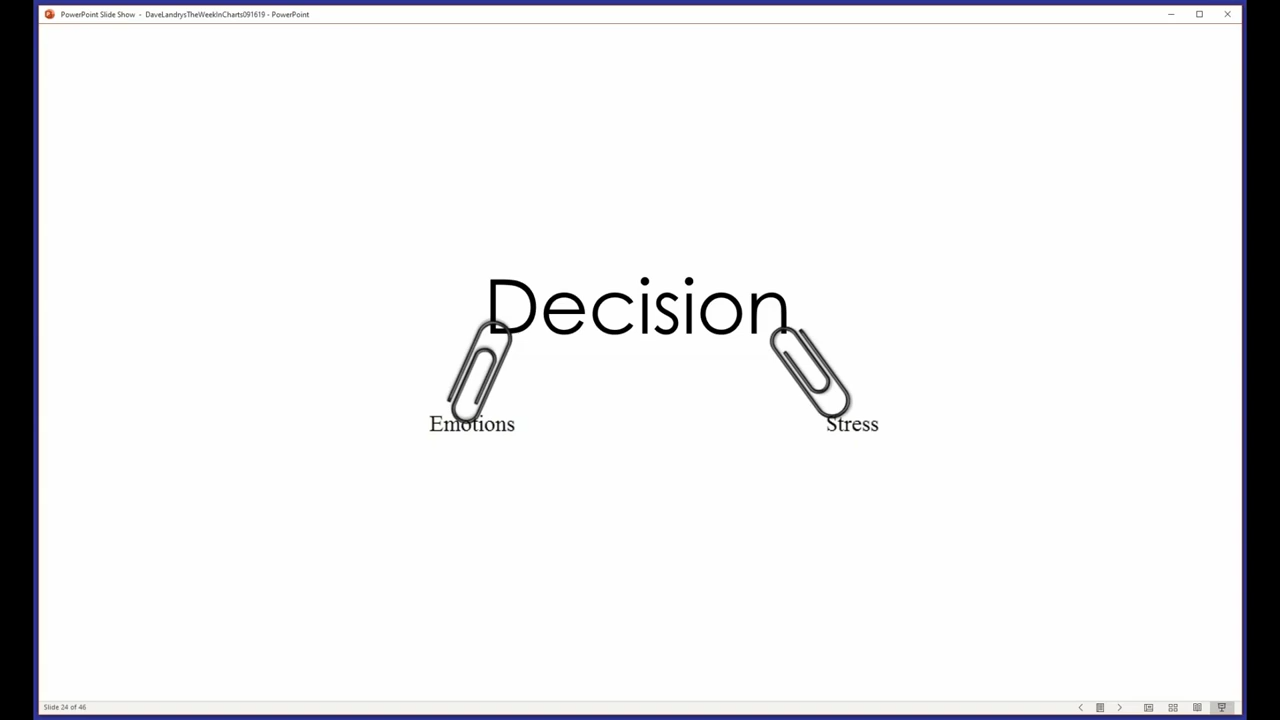 PowerPoint Slide Show - DaveLandrysTheWeekInCharts091619 - PowerPoint
Decision
Emotions Stress
Slide 24 of 46